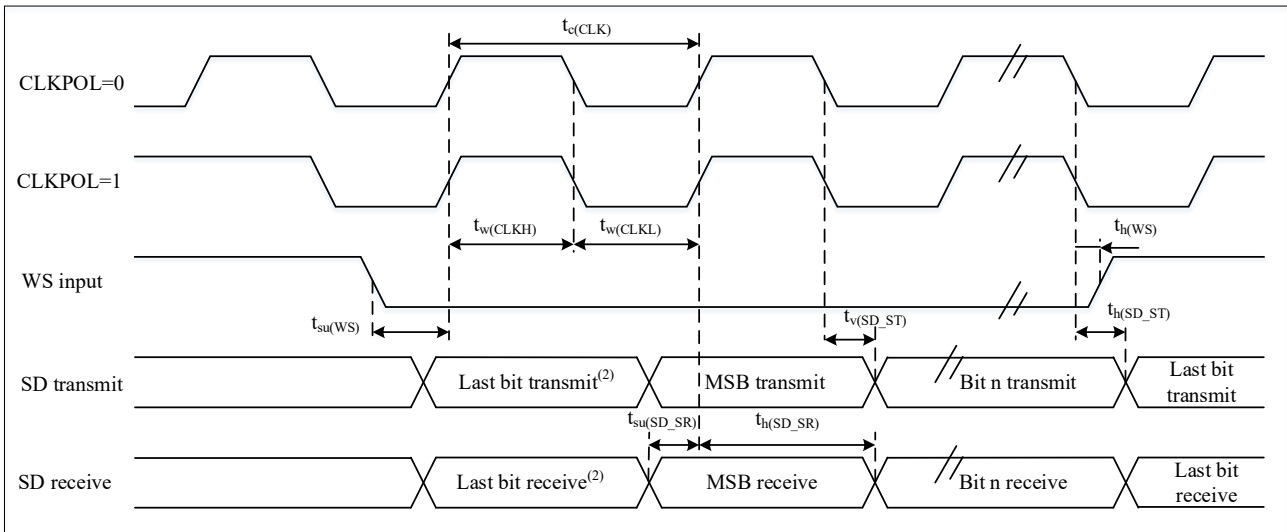 tc(CLK)
CLKPOL=0
CLKPOL=1
tw(CLKH)
tw(CLKL)
th(WS)
WS input
tsu(WS)
tv(SD_ST)
th(SD_ST)
SD transmit
Last bit transmit(2)
MSB transmit
Bit n transmit
Last bit
transmit
tsu(SD_SR)
th(SD_SR)
SD receive
Last bit receive(2)
MSB receive
Bit n receive
Last bit
receive